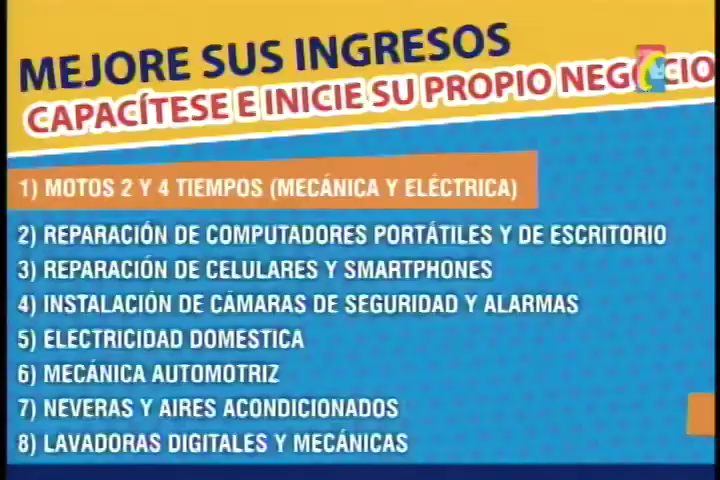 MEJORE SUS INGRESOS
CAPACÍTESE E INICIE SU PROPIO NEGOCIO
1) MOTOS 2 Y 4 TIEMPOS (MECÁNICA Y ELÉCTRICA)
2) REPARACIÓN DE COMPUTADORES PORTÁTILES Y DE ESCRITORIO
3) REPARACIÓN DE CELULARES Y SMARTPHONES
4) INSTALACIÓN DE CÁMARAS DE SEGURIDAD Y ALARMAS
5) ELECTRICIDAD DOMESTICA
6) MECÁNICA AUTOMOTRIZ
7) NEVERAS Y AIRES ACONDICIONADOS
8) LAVADORAS DIGITALES Y MECÁNICAS